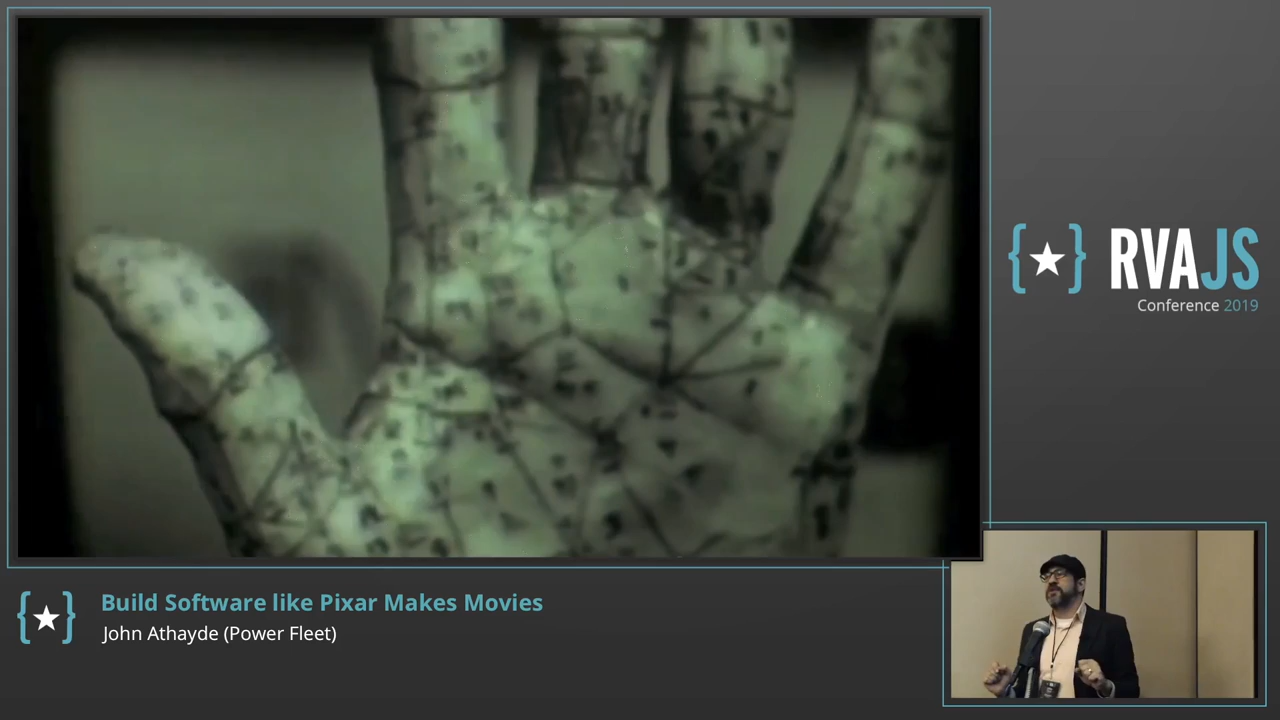 RVAJS
Conference 2019
Build Software like Pixar Makes Movies
John Athayde (Power Fleet)